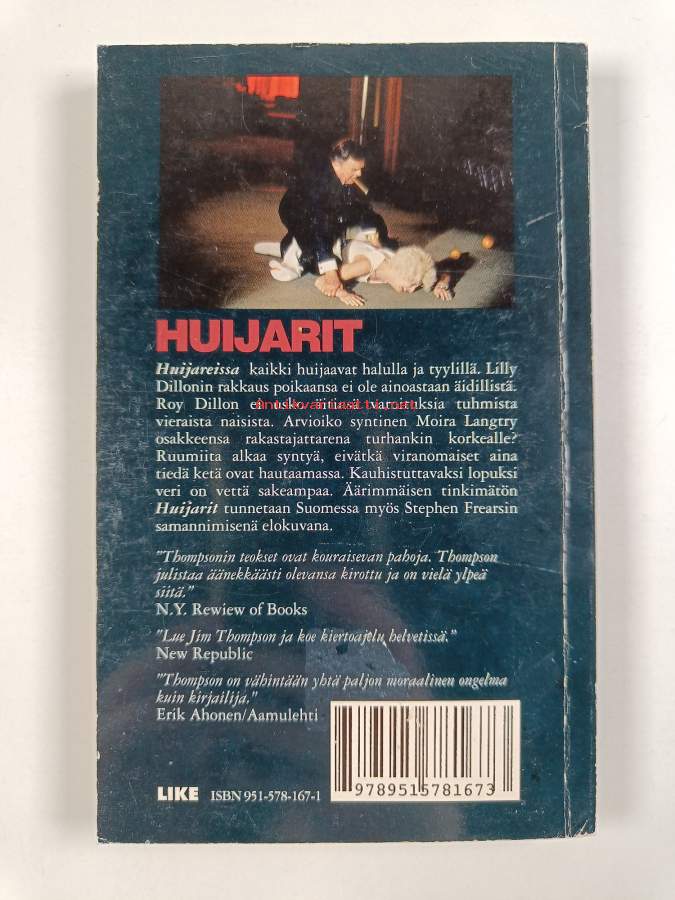 HUIJARIT
Huijareissa kaikki huijaavat halulla ja tyylillä. Lilly
Dillonin rakkaus poikaansa ei ole ainoastaan äidillistä.
Roy Dillon ei usko äitinsä varoituksia tuhmista
vieraista naisista. Arvioiko syntinen Moira Langtry
osakkeensa rakastajattarena turhankin korkealle?
Ruumiita alkaa syntyä, eivätkä viranomaiset aina
tiedä ketä ovat hautaamassa. Kauhistuttavaksi lopuksi
veri on vettä sakeampaa. Äärimmäisen tinkimätön
Huijarit tunnetaan Suomessa myös Stephen Frearsin
samannimisenä elokuvana.
"Thompsonin teokset ovat kouraisevan pahoja. Thompson
julistaa äänekkäästi olevansa kirottu ja on vielä ylpeä
siitä."
N.Y. Rewiew of Books
"Lue Jim Thompson ja koe kiertoajelu helvetissä."
New Republic
"Thompson on vähintään yhtä paljon moraalinen ongelma
kuin kirjailija."
Erik Ahonen/Aamulehti
LIKE ISBN 951-578-167-1
9789515781673